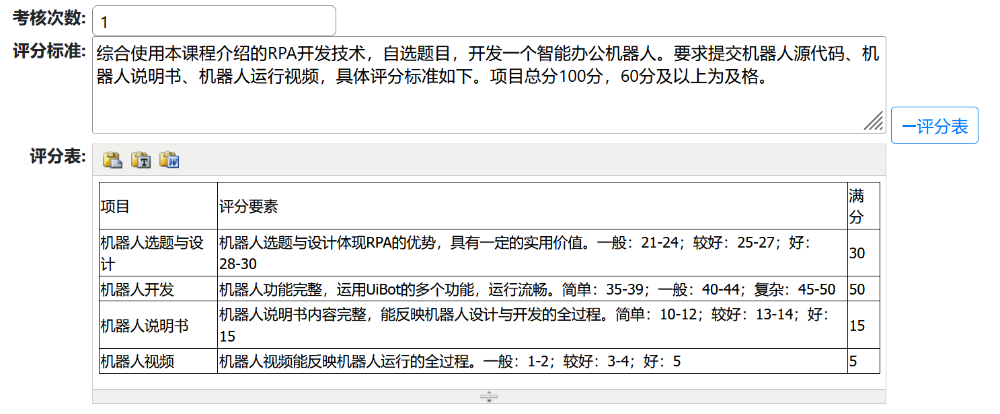 考核次数: 1
评分标准: 综合使用本课程介绍的RPA开发技术，自选题目，开发一个智能办公机器人。要求提交机器人源代码、机
器人说明书、机器人运行视频，具体评分标准如下。项目总分100分，60分及以上为及格。
一评分表
评分表:
项目 评分要素 满
分
机器人选题与设
计
机器人选题与设计体现RPA的优势，具有一定的实用价值。一般：21-24；较好：25-27；好：
28-30
30
机器人开发 机器人功能完整，运用UiBot的多个功能，运行流畅。简单：35-39；一般：40-44；复杂：45-50 50
机器人说明书
机器人说明书内容完整，能反映机器人设计与开发的全过程。简单：10-12；较好：13-14；好：
15
15
机器人视频 机器人视频能反映机器人运行的全过程。一般：1-2；较好：3-4；好：5 5